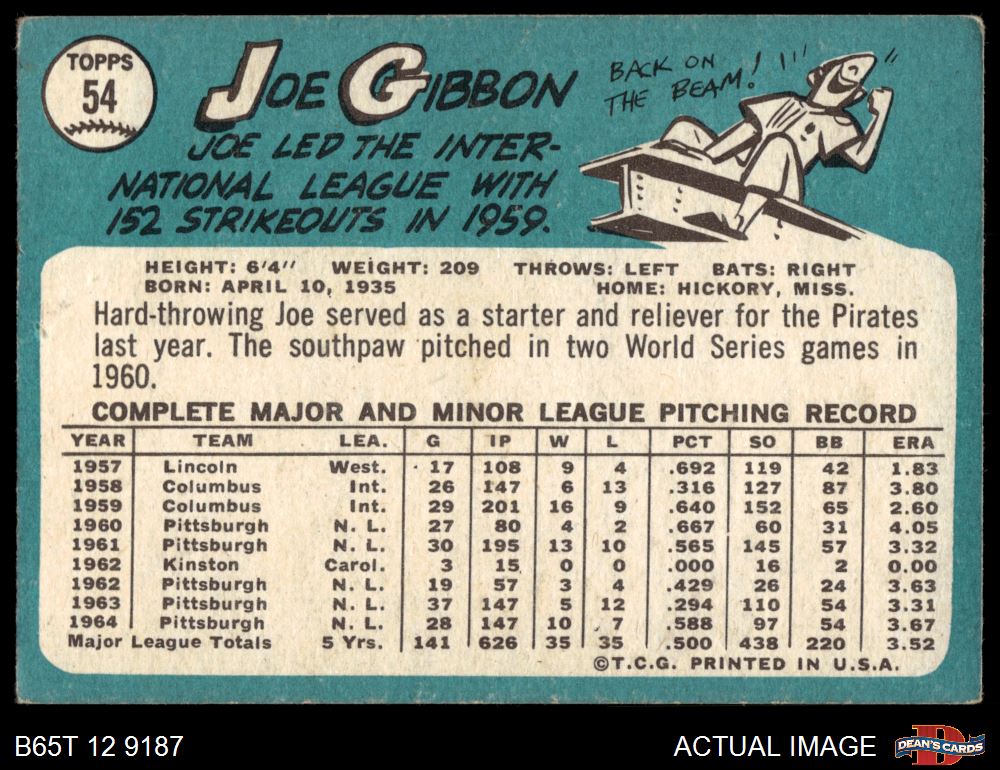 TOPPS
54
JOE GIBBON
BACK ON
THE BEAM!
JOE LED THE INTER-
NATIONAL LEAGUE WITH
152 STRIKEOUTS IN 1959.
HEIGHT: 6'4" WEIGHT: 209 THROWS: LEFT BATS: RIGHT
BORN: APRIL 10, 1935 HOME: HICKORY, MISS.
Hard-throwing Joe served as a starter and reliever for the Pirates
last year. The southpaw pitched in two World Series games in
1960.
COMPLETE MAJOR AND MINOR LEAGUE PITCHING RECORD
YEAR TEAM LEA. G IP W L PCT SO BB ERA
1957 Lincoln West. 17 108 9 4 .692 119 42 1.83
1958 Columbus Int. 26 147 6 13 .316 127 87 3.80
1959 Columbus Int. 29 201 16 9 .640 152 65 2.60
1960 Pittsburgh N. L. 27 80 4 2 .667 60 31 4.05
1961 Pittsburgh N. L. 30 195 13 10 .565 145 57 3.32
1962 Kinston Carol. 3 15 0 0 .000 16 2 0.00
1962 Pittsburgh N. L. 19 57 3 4 .429 26 24 3.63
1963 Pittsburgh N. L. 37 147 5 12 .294 110 54 3.31
1964 Pittsburgh N. L. 28 147 10 7 .588 97 54 3.67
Major League Totals 5 Yrs. 141 626 35 35 .500 438 220 3.52
©T.C.G. PRINTED IN U.S.A.
B65T 12 9187 ACTUAL IMAGE
D
DEAN'S CARDS